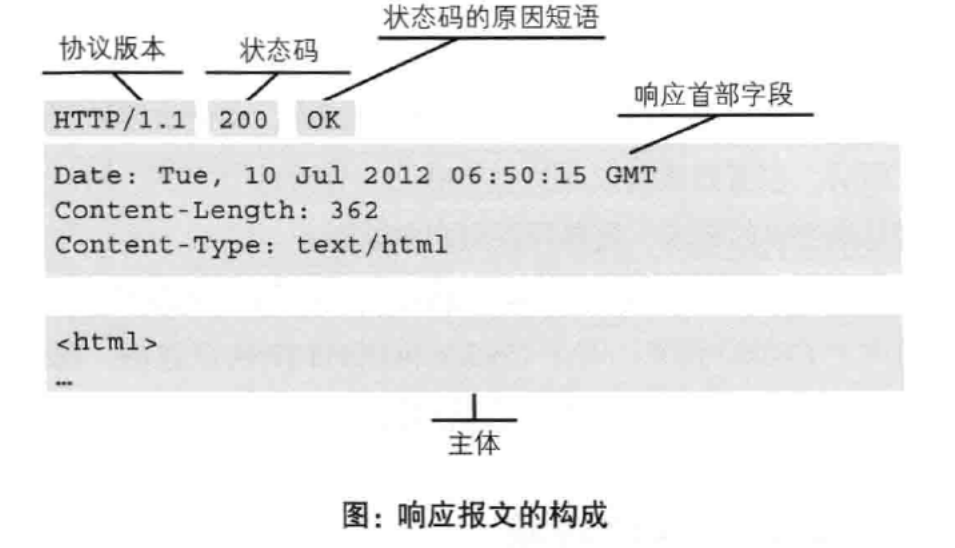 状态码的原因短语
协议版本 状态码
响应首部字段
HTTP/1.1 200 OK
Date: Tue, 10 Jul 2012 06:50:15 GMT
Content-Length: 362
Content-Type: text/html
<html>
…
主体
图：响应报文的构成